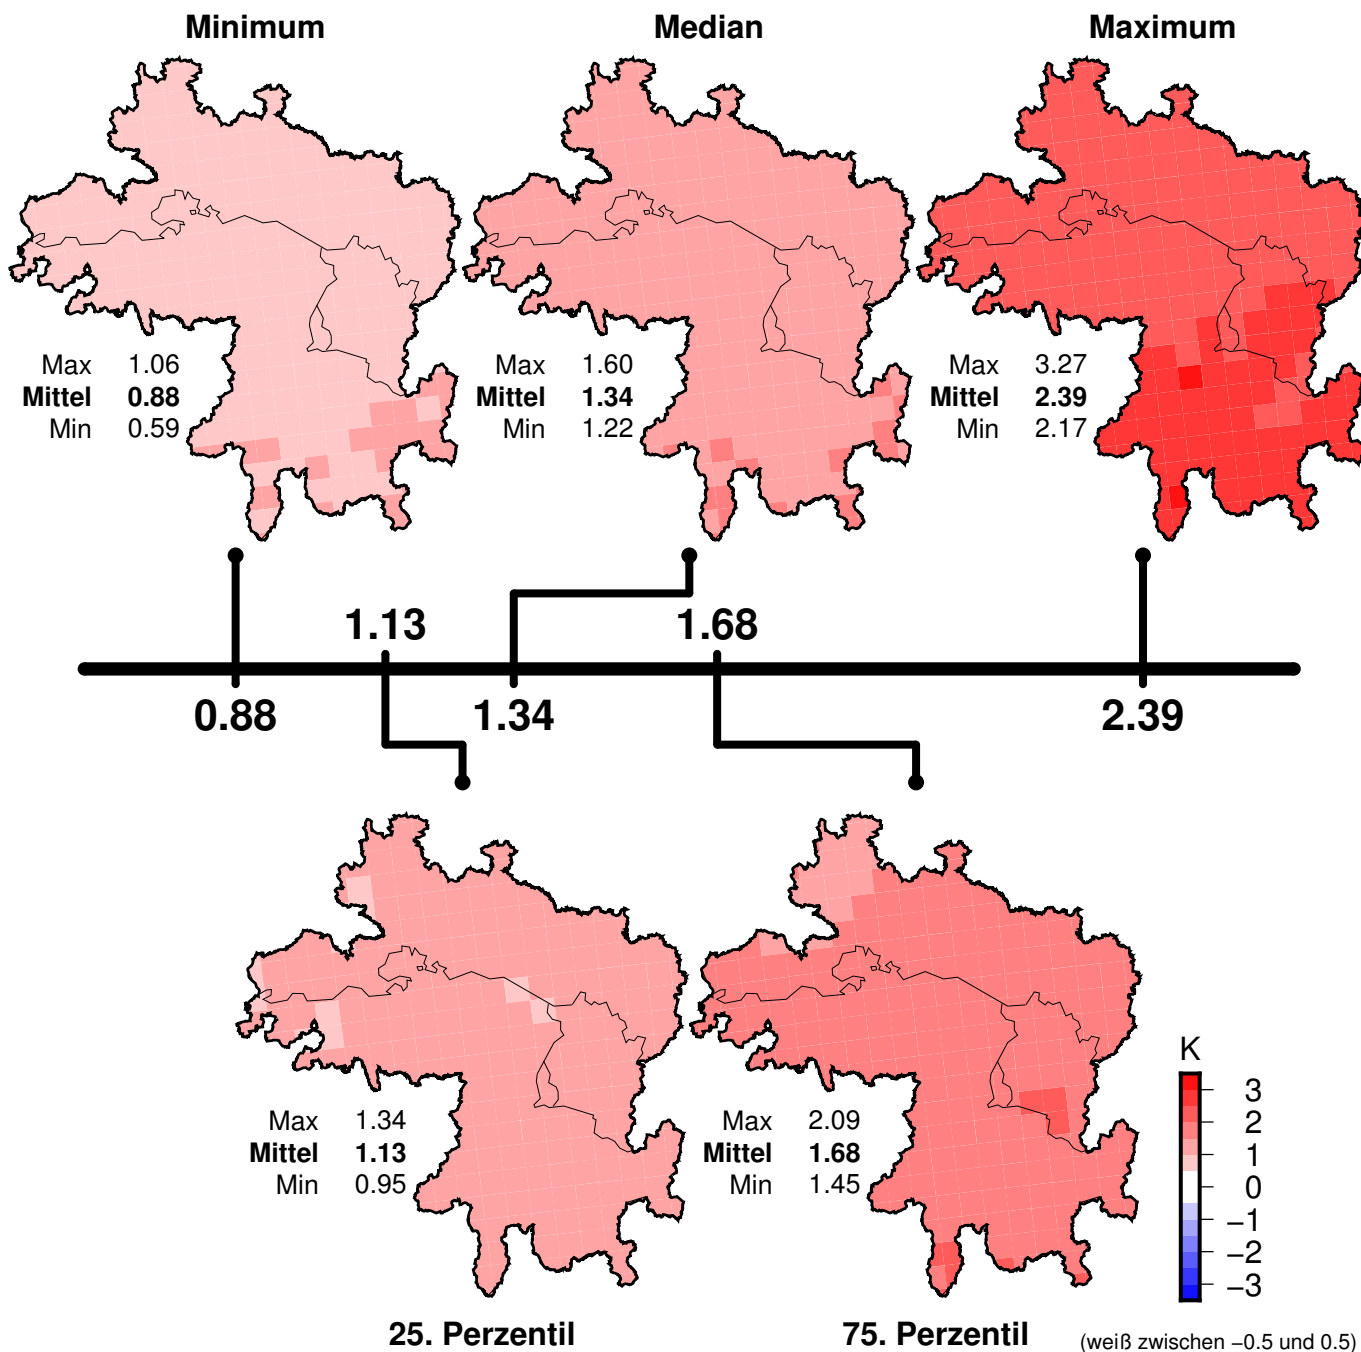 Minimum
Median
Maximum
Max 1.06
Mittel 0.88
Min 0.59
Max 1.60
Mittel 1.34
Min 1.22
Max 3.27
Mittel 2.39
Min 2.17
1.13
1.68
0.88
1.34
2.39
Max 1.34
Mittel 1.13
Min 0.95
Max 2.09
Mittel 1.68
Min 1.45
K
3
2
1
0
−1
−2
−3
25. Perzentil
75. Perzentil
(weiß zwischen −0.5 und 0.5)